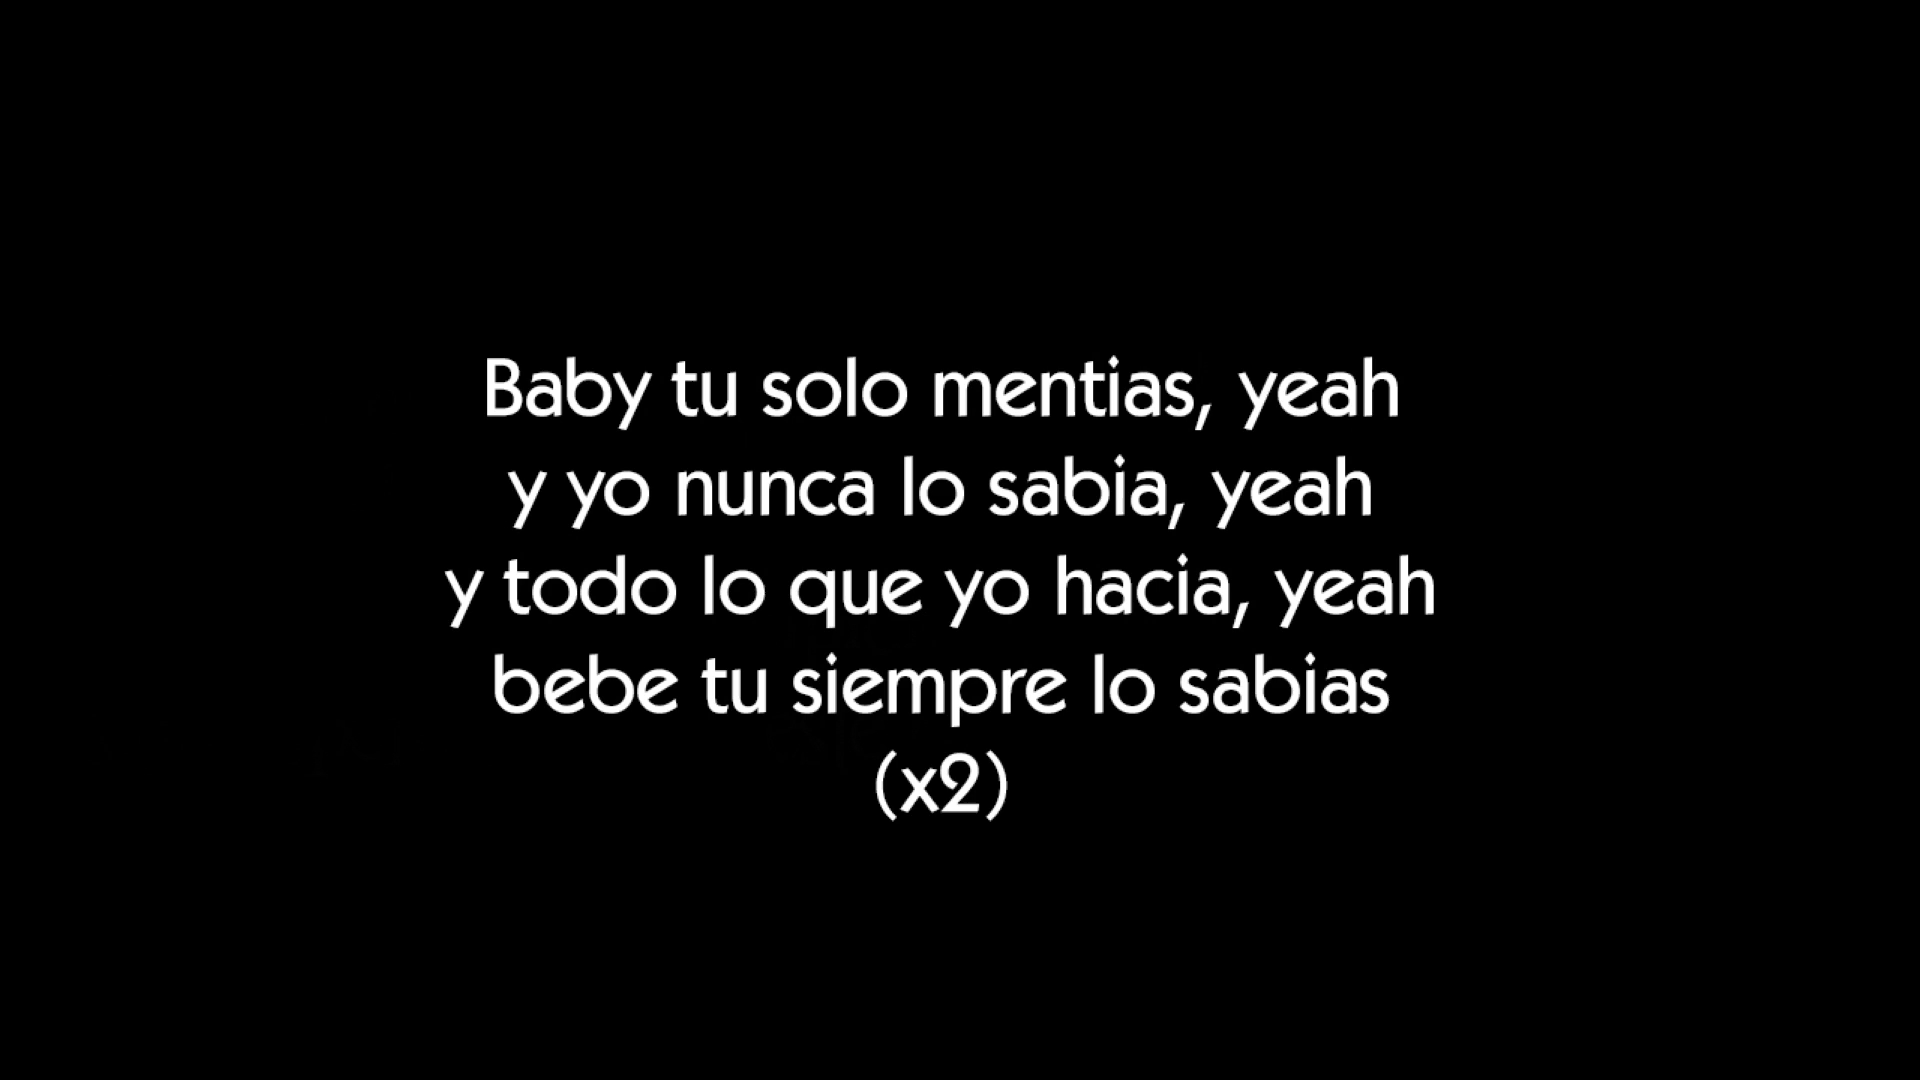 Baby tu solo mentias, yeah
y yo nunca lo sabia, yeah
y todo lo que yo hacia, yeah
bebe tu siempre lo sabias
(x2)